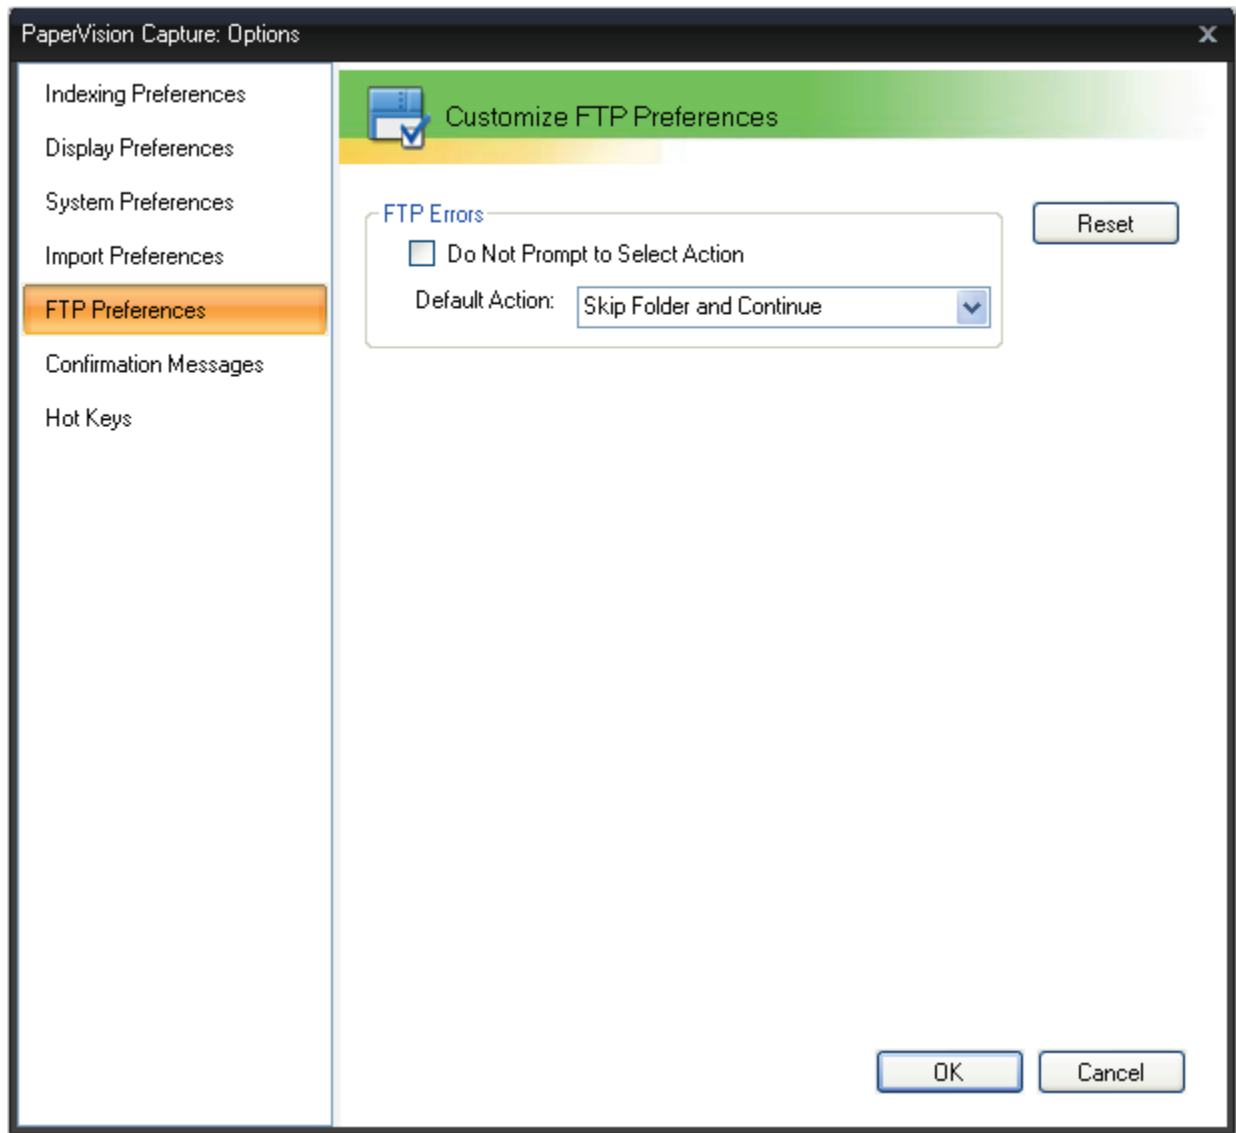 PaperVision Capture: Options
Indexing Preferences
Display Preferences
System Preferences
Import Preferences
FTP Preferences
Confirmation Messages
Hot Keys
Customize FTP Preferences
FTP Errors
Do Not Prompt to Select Action
Default Action: Skip Folder and Continue
Reset
OK Cancel